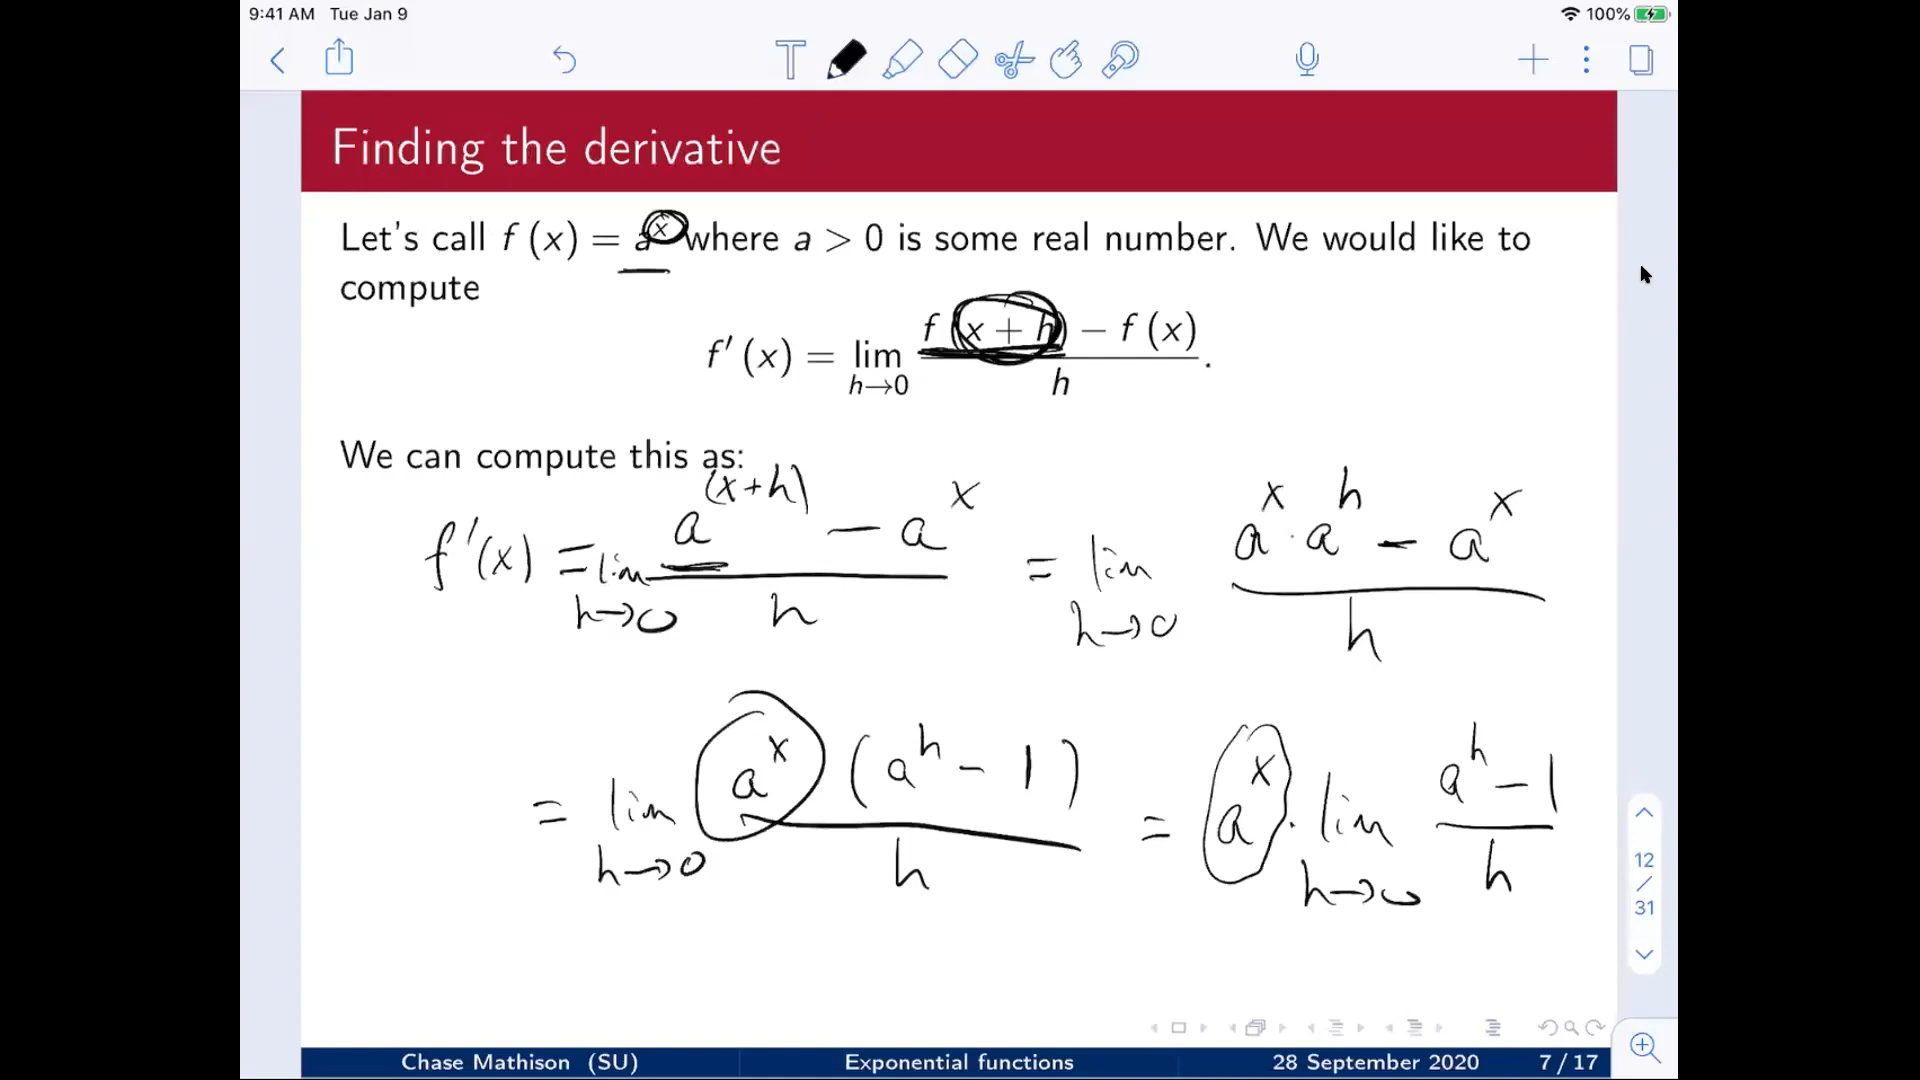 9:41 AM Tue Jan 9 100%
Finding the derivative
Let's call f (x) = a^x where a > 0 is some real number. We would like to
compute
f′ (x) = lim_{h→0} (f (x + h) − f (x)) / h .
We can compute this as:
f'(x) = lim_{h→0} (a^{(x+h)} − a^x) / h = lim_{h→0} (a^x · a^h − a^x) / h
= lim_{h→0} a^x (a^h − 1) / h = a^x · lim_{h→0} (a^h − 1) / h
12
/
31
Chase Mathison (SU) Exponential functions 28 September 2020 7 / 17